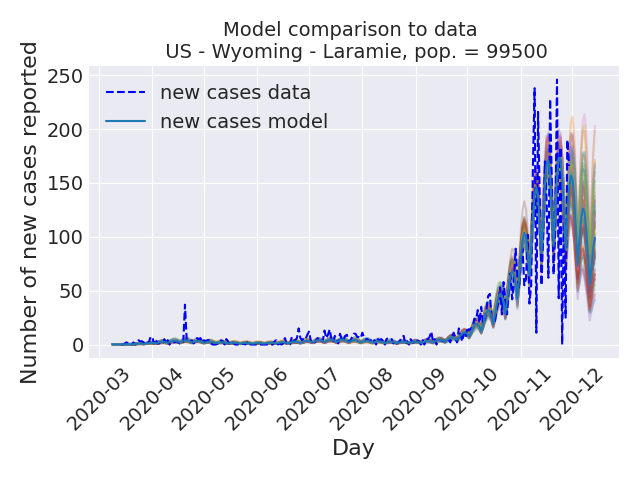 Model comparison to data
US - Wyoming - Laramie, pop. = 99500
Number of new cases reported
250
200
150
100
50
0
new cases data
new cases model
2020-03
2020-04
2020-05
2020-06
2020-07
2020-08
2020-09
2020-10
2020-11
2020-12
Day